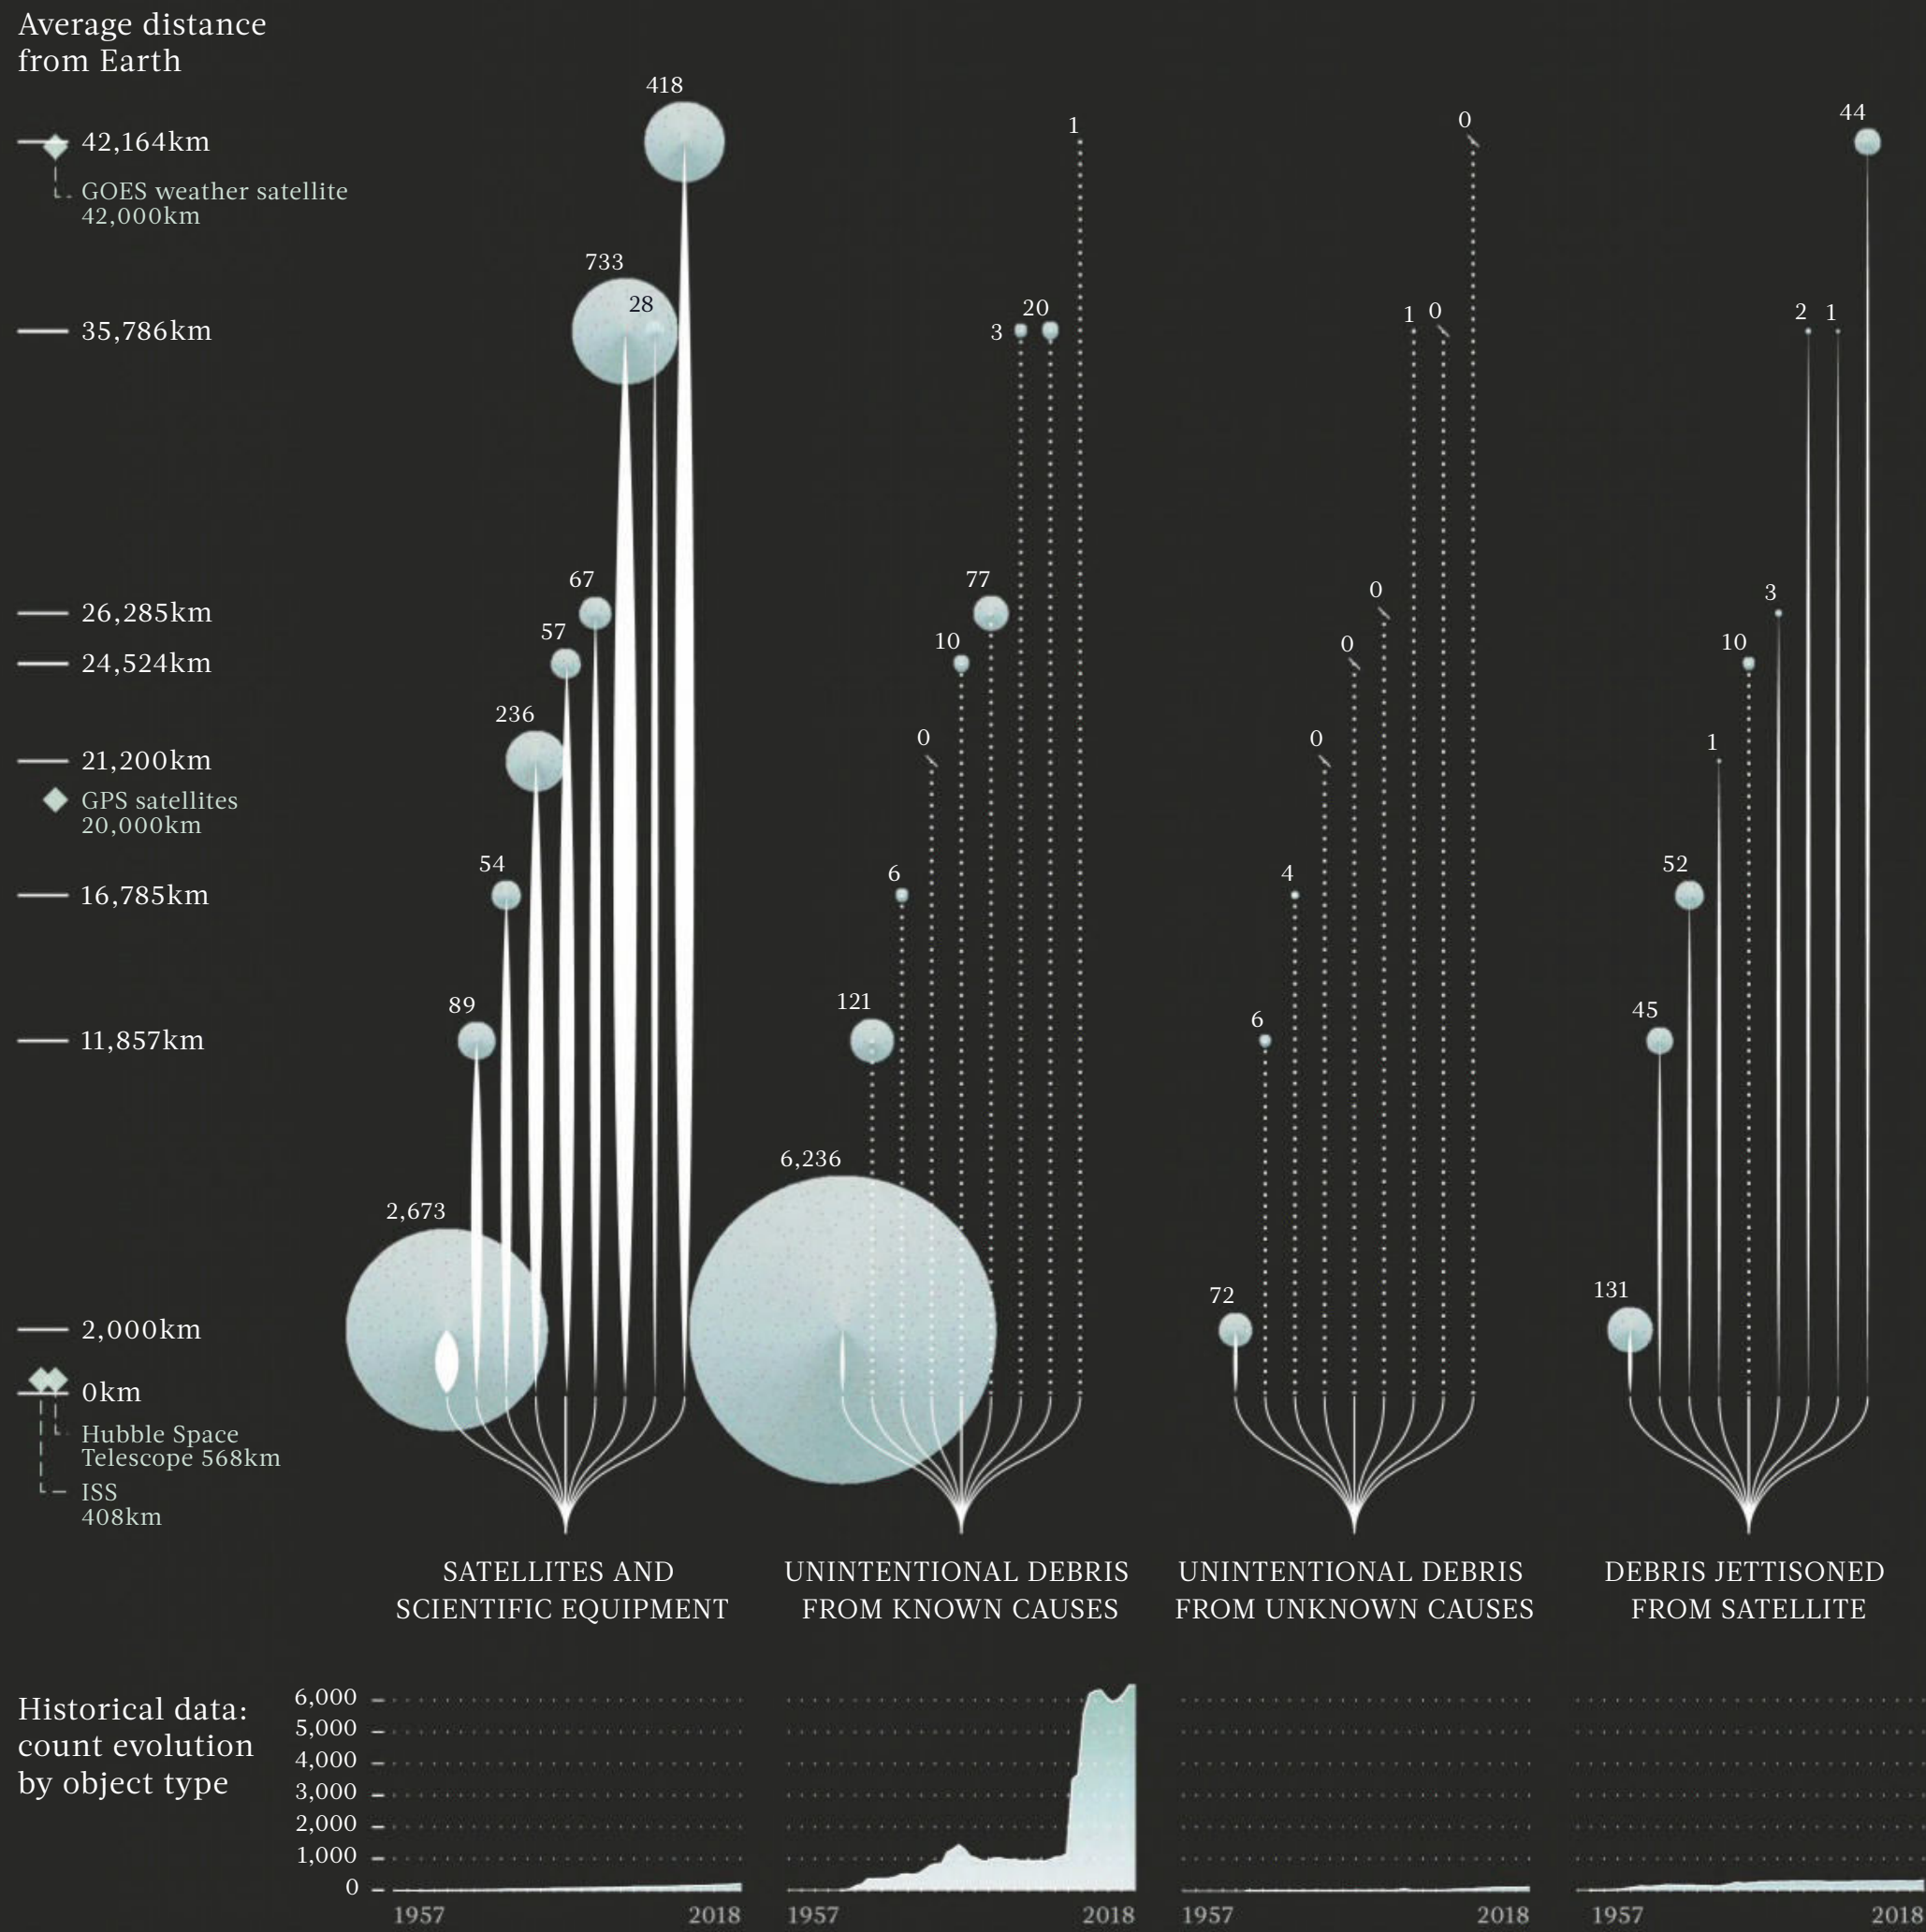 Average distance
from Earth
42,164km
GOES weather satellite
42,000km
35,786km
26,285km
24,524km
21,200km
GPS satellites
20,000km
16,785km
11,857km
2,000km
0km
Hubble Space
Telescope 568km
ISS
408km
418
733
28
67
57
236
54
89
2,673
SATELLITES AND
SCIENTIFIC EQUIPMENT
1
20
3
77
10
0
6
121
6,236
UNINTENTIONAL DEBRIS
FROM KNOWN CAUSES
0
1 0
0
0
0
4
6
72
UNINTENTIONAL DEBRIS
FROM UNKNOWN CAUSES
44
2 1
3
10
1
52
45
131
DEBRIS JETTISONED
FROM SATELLITE
Historical data:
count evolution
by object type
6,000
5,000
4,000
3,000
2,000
1,000
0
1957 2018
1957 2018
1957 2018
1957 2018